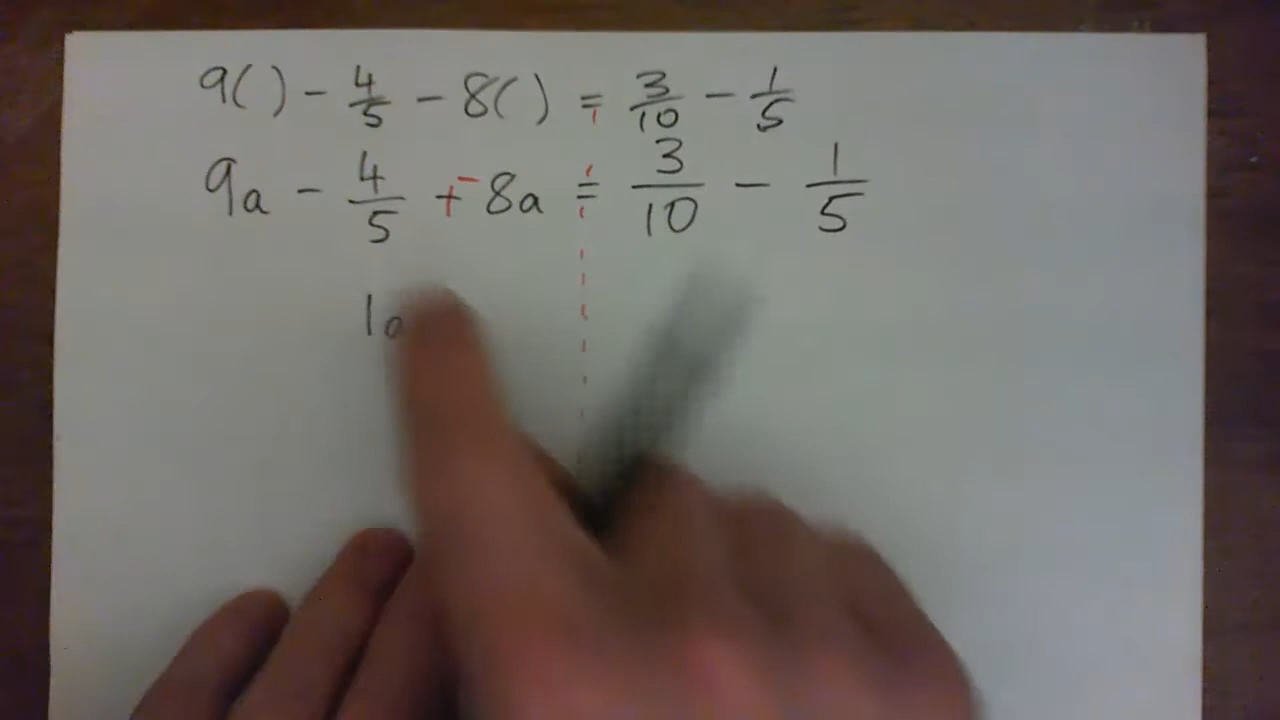 9( ) - 4/5 - 8( ) = 3/10 - 1/5
9a - 4/5 + -8a = 3/10 - 1/5
1a